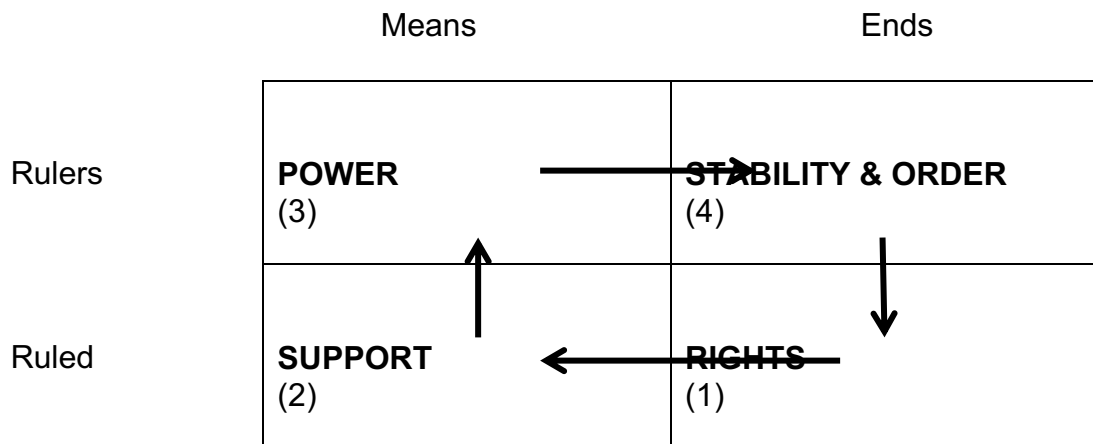 Means Ends
Rulers POWER STABILITY & ORDER
(3) (4)
Ruled SUPPORT RIGHTS
(2) (1)